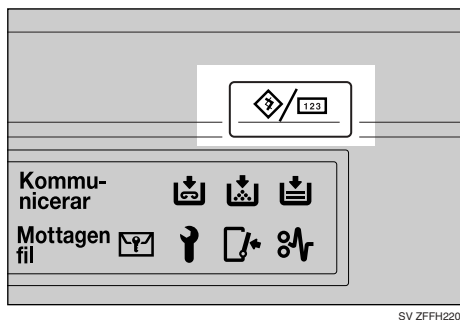 123
Kommu-
nicerar
Mottagen
fil
SV ZFFH220